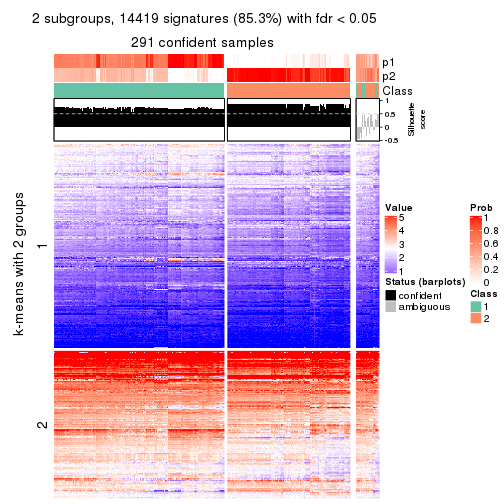 2 subgroups, 14419 signatures (85.3%) with fdr < 0.05
291 confident samples
p1
p2
Class
1
0.5
0
-0.5
Silhouette
score
k-means with 2 groups
1
2
Value
5
4
3
2
1
Prob
1
0.8
0.6
0.4
0.2
0
Status (barplots)
confident
ambiguous
Class
1
2